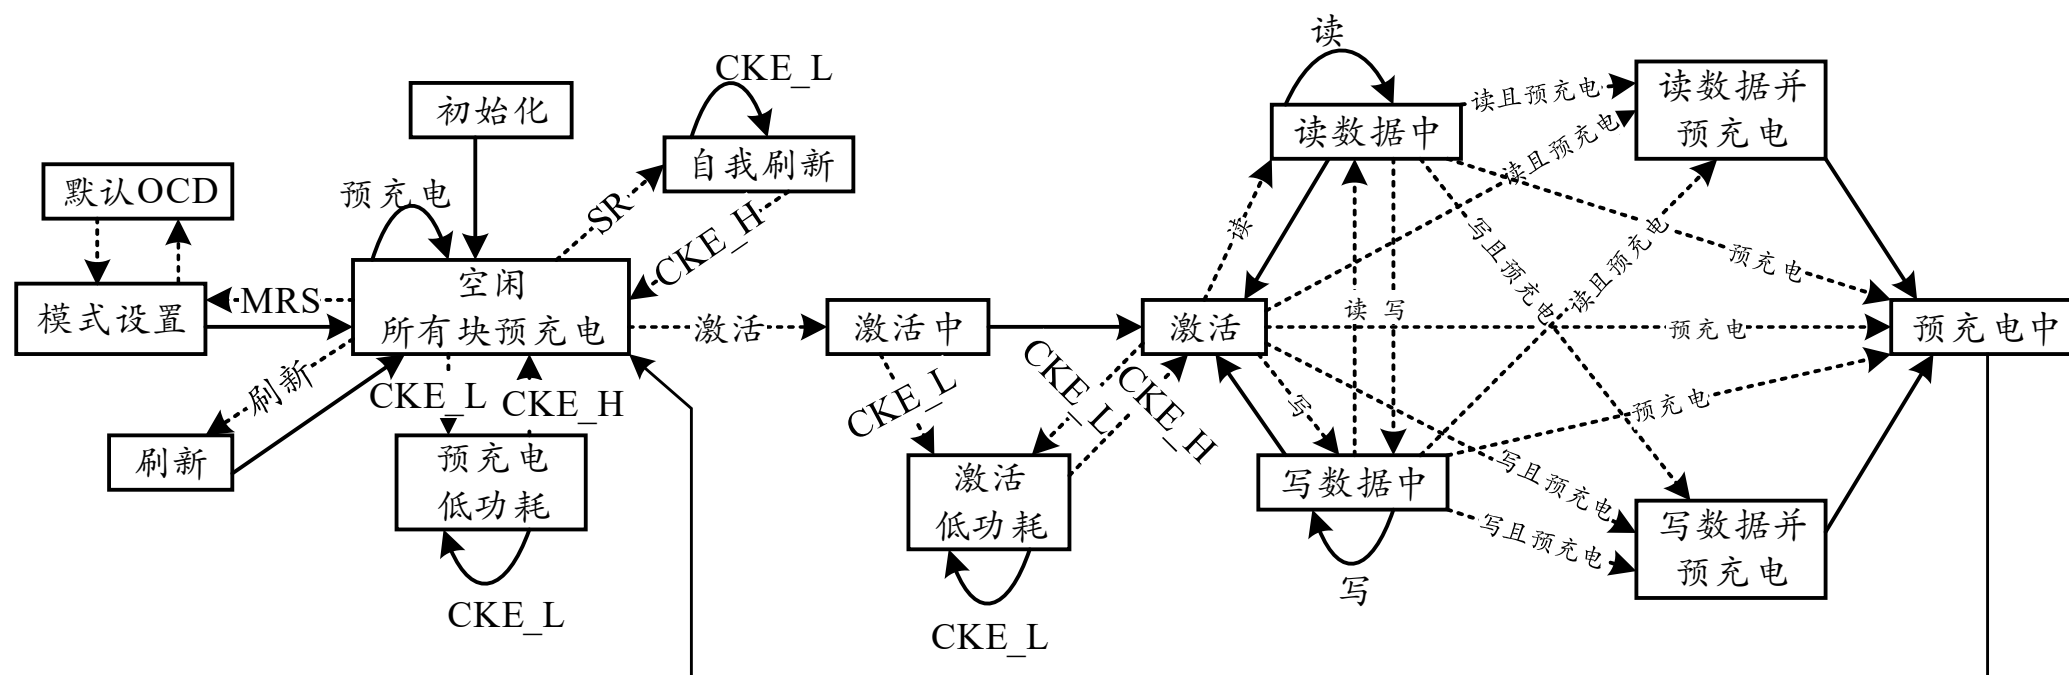 读
CKE_L
初始化
读数据中
读且预充电
读数据并
预充电
自我刷新
默认OCD
预充电
SR
CKE_H
读且预充电
读
写且预充电
读且预充电
预充电
模式设置
MRS
空闲
所有块预充电
激活
激活中
激活
读
写
预充电
预充电中
刷新
CKE_L
CKE_H
CKE_L
CKE_L
CKE_H
写
预充电
刷新
预充电
低功耗
激活
低功耗
写数据中
写且预充电
写且预充电
写数据并
预充电
CKE_L
CKE_L
写